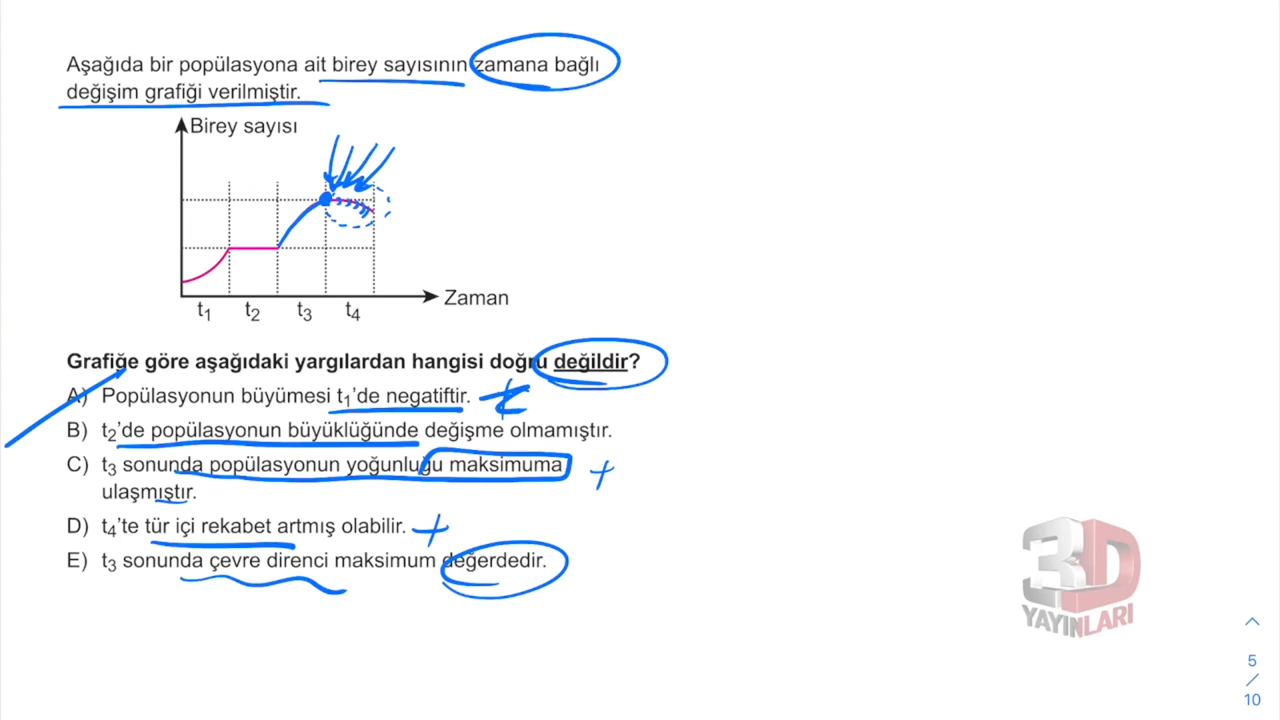 Aşağıda bir popülasyona ait birey sayısının zamana bağlı
değişim grafiği verilmiştir.
Birey sayısı
Zaman
t₁ t₂ t₃ t₄
Grafiğe göre aşağıdaki yargılardan hangisi doğru değildir?
A) Popülasyonun büyümesi t₁’de negatiftir.
B) t₂’de popülasyonun büyüklüğünde değişme olmamıştır.
C) t₃ sonunda popülasyonun yoğunluğu maksimuma
ulaşmıştır.
D) t₄’te tür içi rekabet artmış olabilir.
E) t₃ sonunda çevre direnci maksimum değerdedir.
3D
YAYINLARI
5
/
10